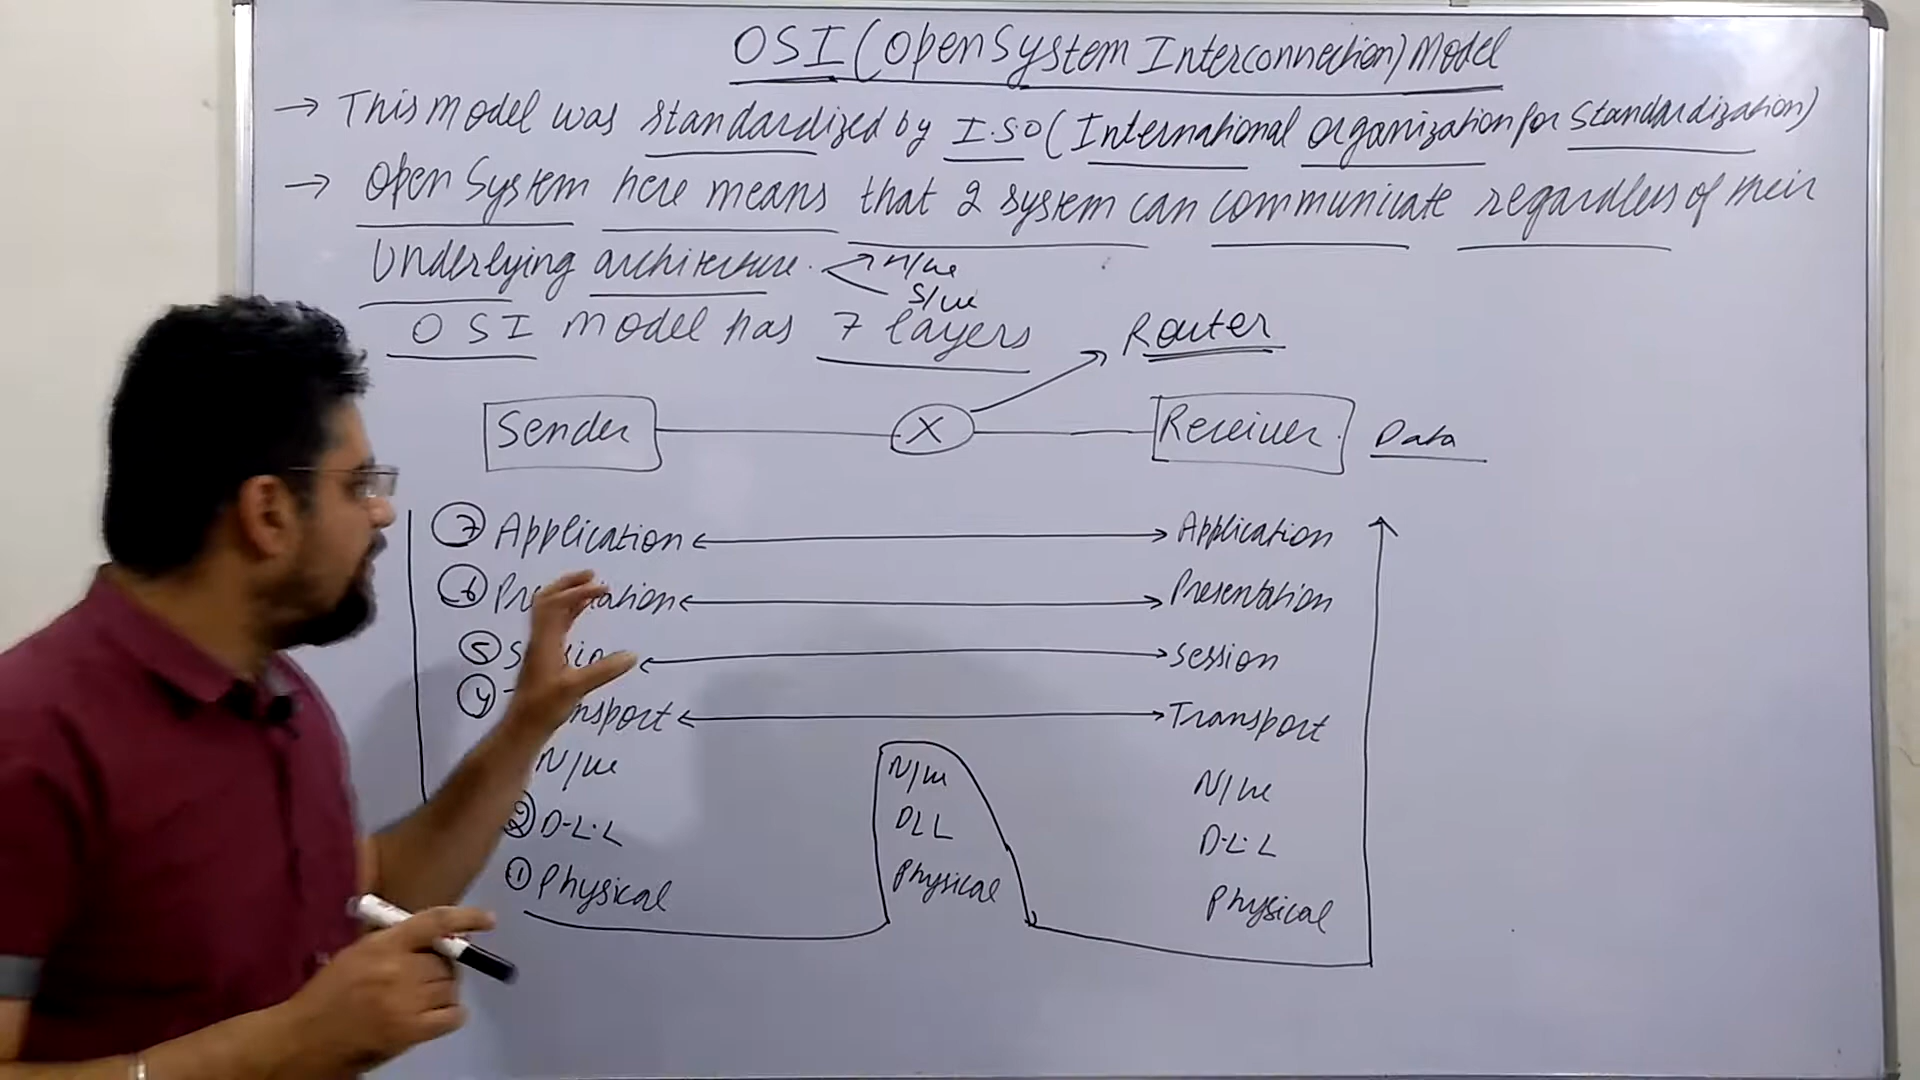 OSI (Open System Interconnection) Model
→ This Model was standardized by I.S.O (International Organization for Standardization)
→ Open System here means that 2 system can communicate regardless of their
Underlying architecture. H/w
S/w
OSI Model has 7 layers
Router
Sender X Receiver Data
7 Application Application
6 Presentation
5 Session
4 Transport Transport
N/w N/w N/w
2 D.L.L DLL D.L.L
1 Physical Physical Physical